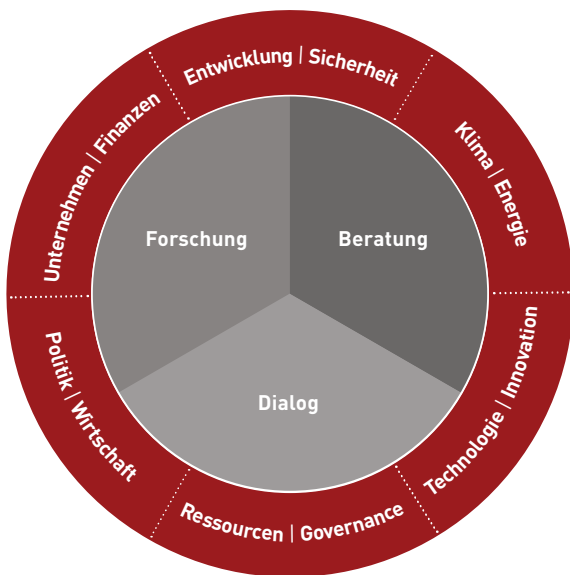 Entwicklung | Sicherheit
Klima | Energie
Technologie | Innovation
Ressourcen | Governance
Politik | Wirtschaft
Unternehmen | Finanzen
Forschung
Beratung
Dialog